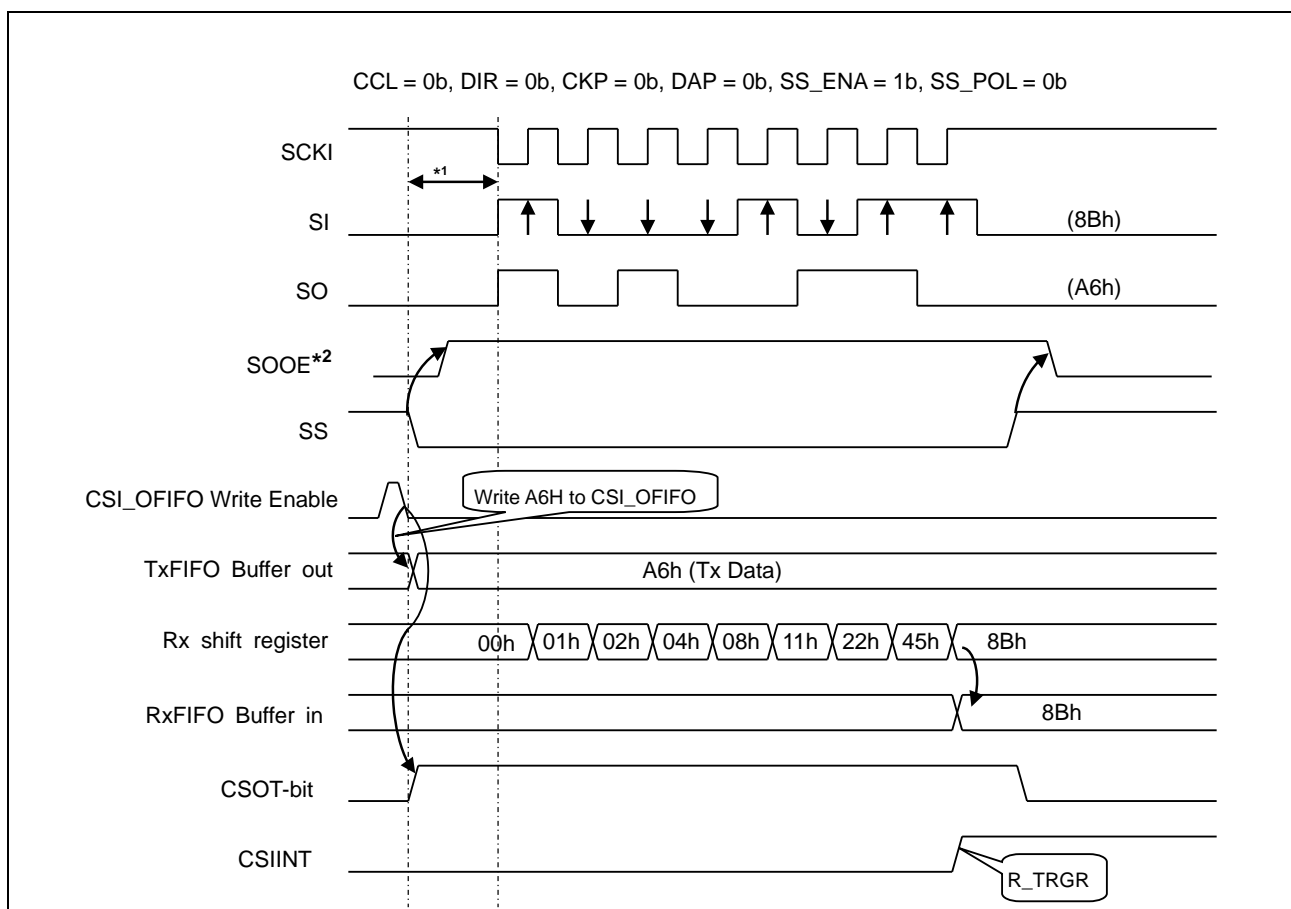 CCL = 0b, DIR = 0b, CKP = 0b, DAP = 0b, SS_ENA = 1b, SS_POL = 0b
SCKI
*1
SI
(8Bh)
SO
(A6h)
SOOE*2
SS
CSI_OFIFO Write Enable
Write A6H to CSI_OFIFO
TxFIFO Buffer out
A6h (Tx Data)
Rx shift register
00h 01h 02h 04h 08h 11h 22h 45h 8Bh
RxFIFO Buffer in
8Bh
CSOT-bit
CSIINT
R_TRGR